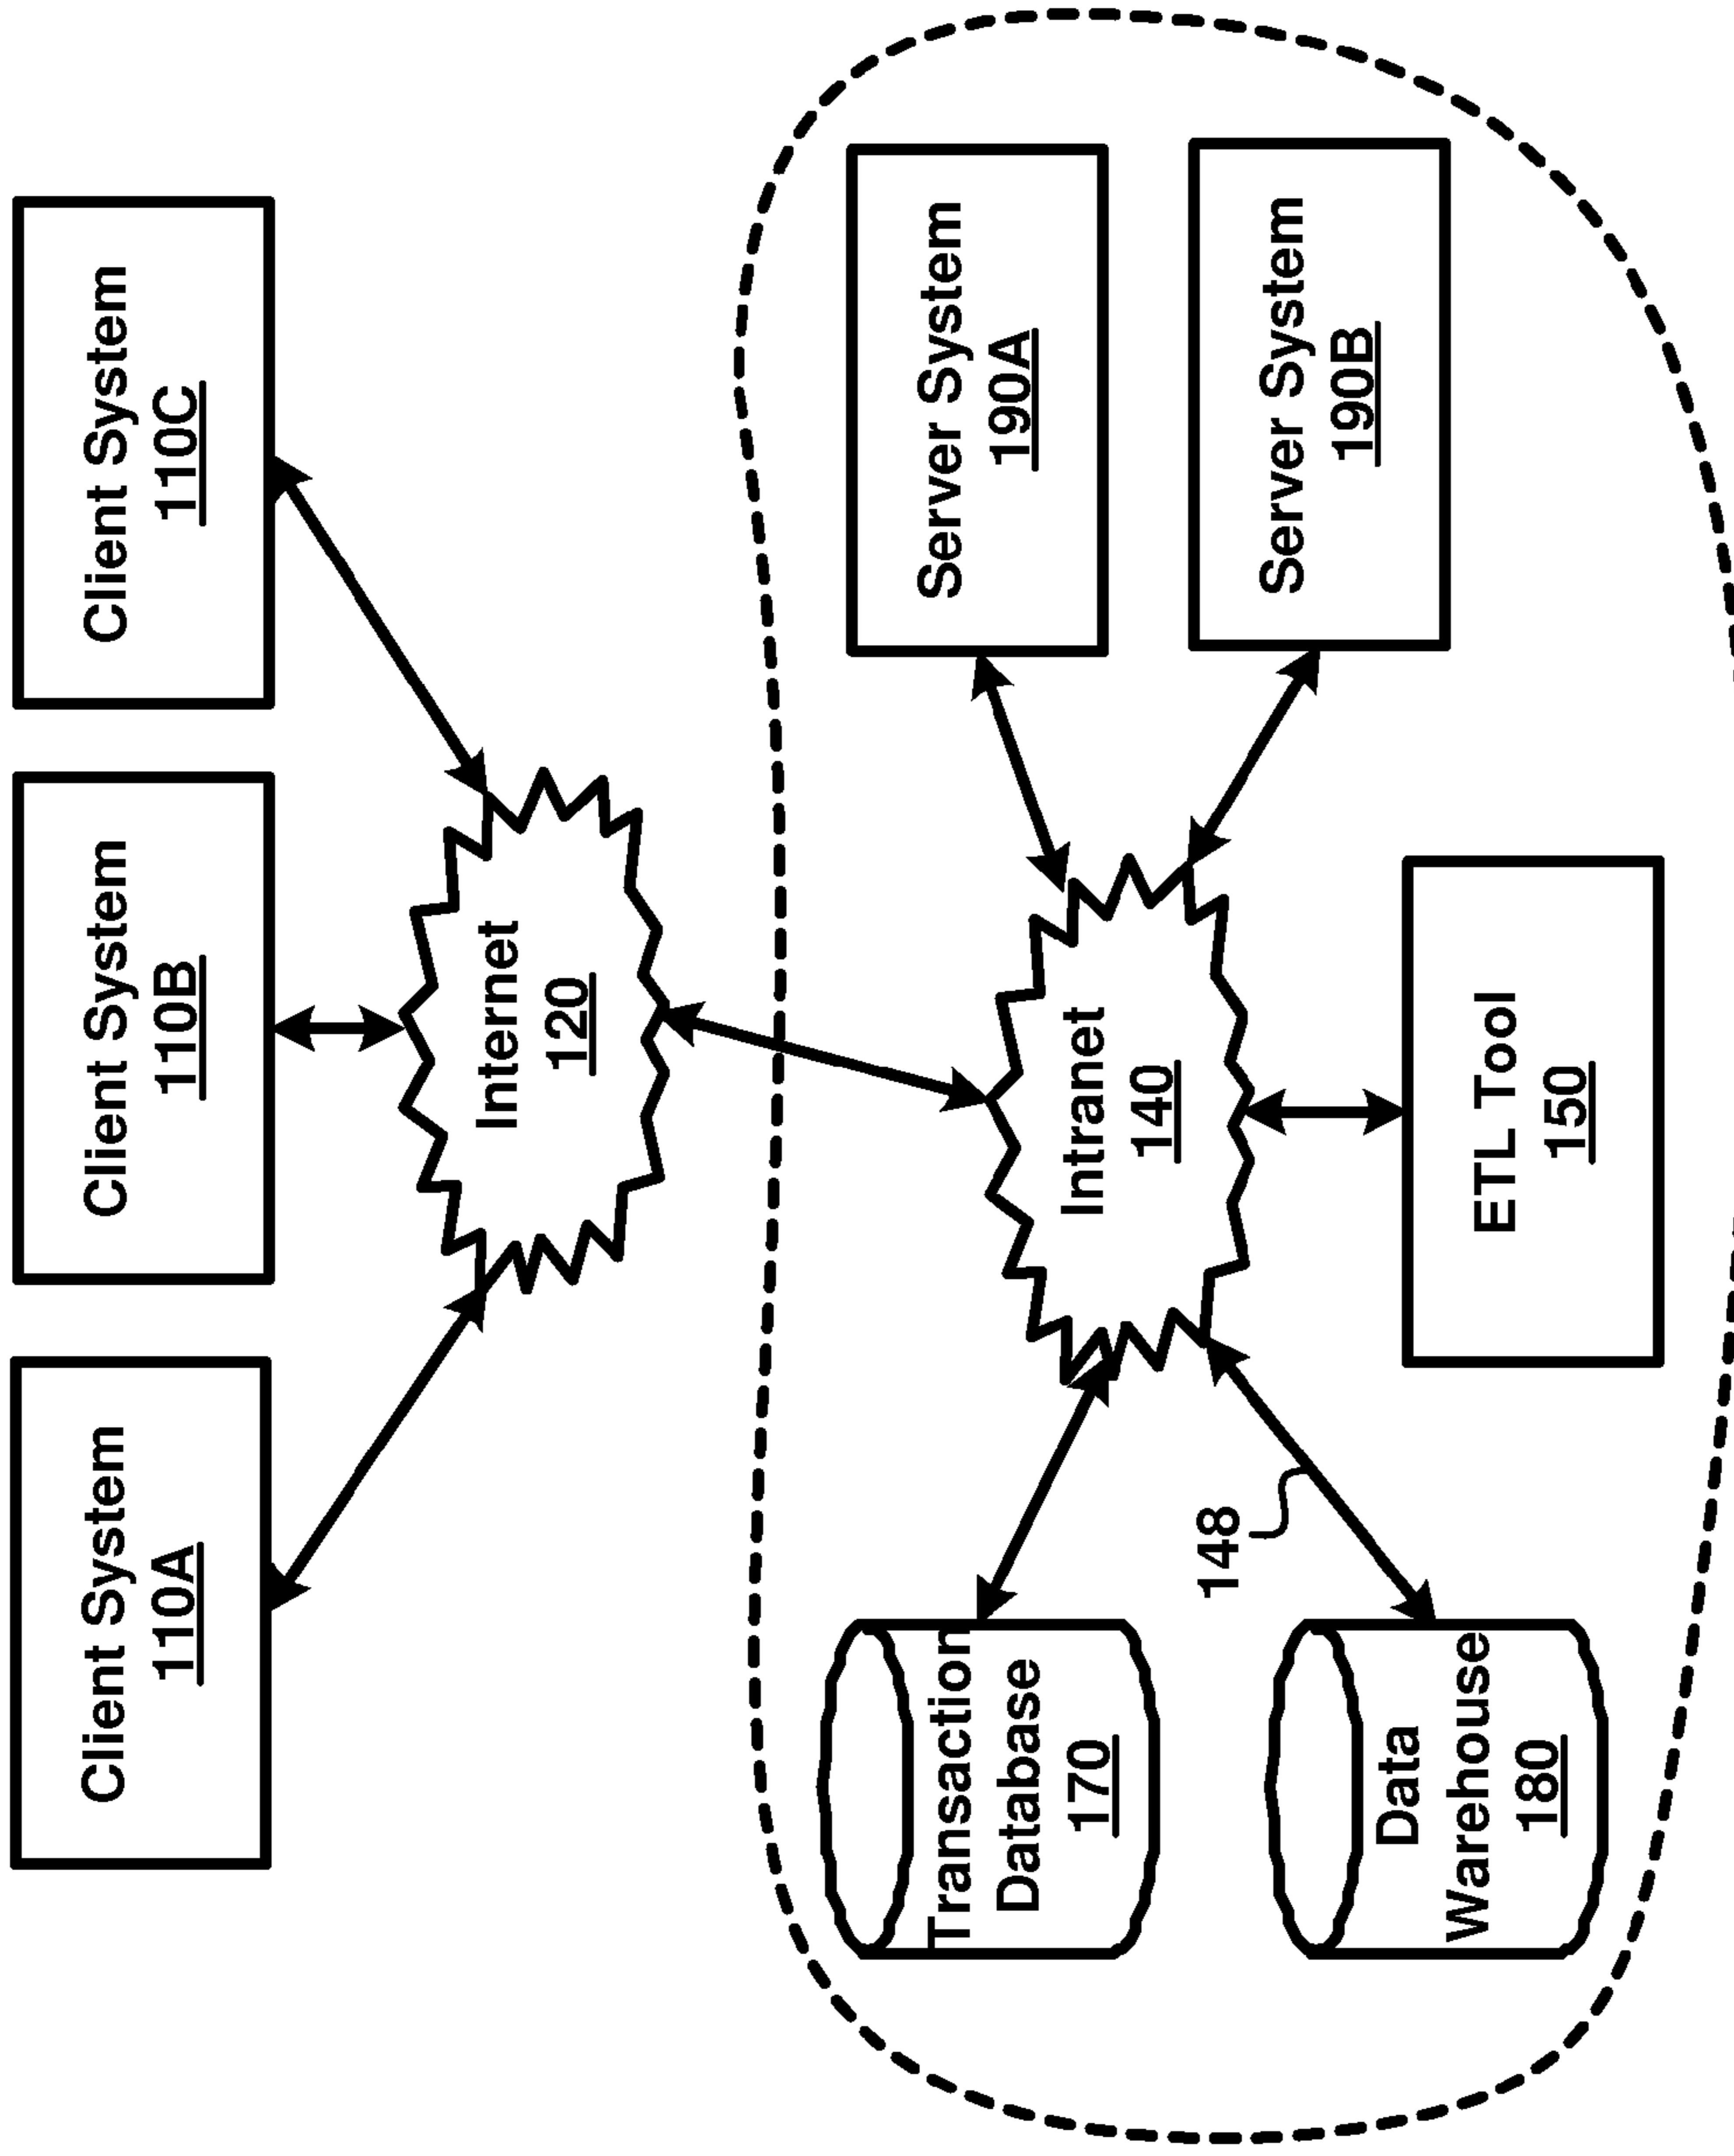 Client System
110A
Client System
110B
Client System
110C
Internet
120
Transaction
Database
170
Intranet
140
Server System
190A
148
Data
Warehouse
180
ETL Tool
150
Server System
190B